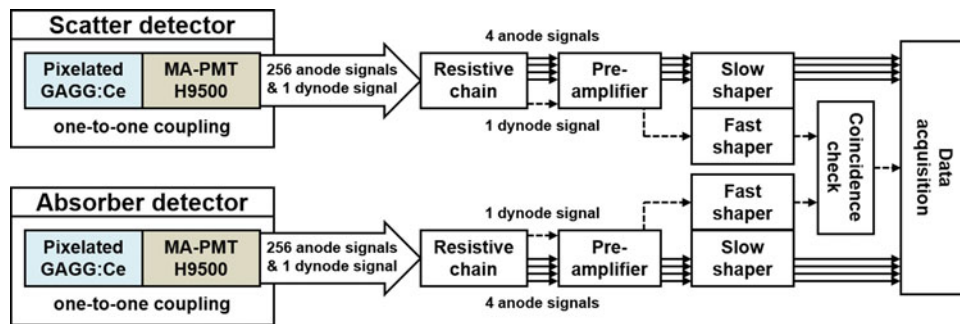 Scatter detector
Pixelated
GAGG:Ce
MA-PMT
H9500
one-to-one coupling
256 anode signals
& 1 dynode signal
Resistive
chain
4 anode signals
1 dynode signal
Pre-
amplifier
Slow
shaper
Fast
shaper
Coincidence
check
Data
acquisition
Absorber detector
Pixelated
GAGG:Ce
MA-PMT
H9500
one-to-one coupling
256 anode signals
& 1 dynode signal
Resistive
chain
1 dynode signal
4 anode signals
Pre-
amplifier
Fast
shaper
Slow
shaper